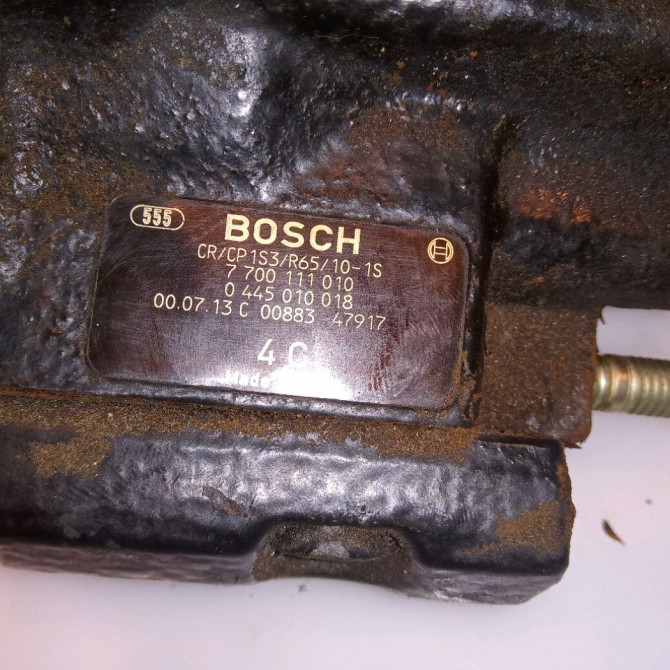 555
BOSCH
CR/CP1S3/R65/10-1S
7 700 111 010
0 445 010 018
00.07.13 C 00883 47917
4 C
Made